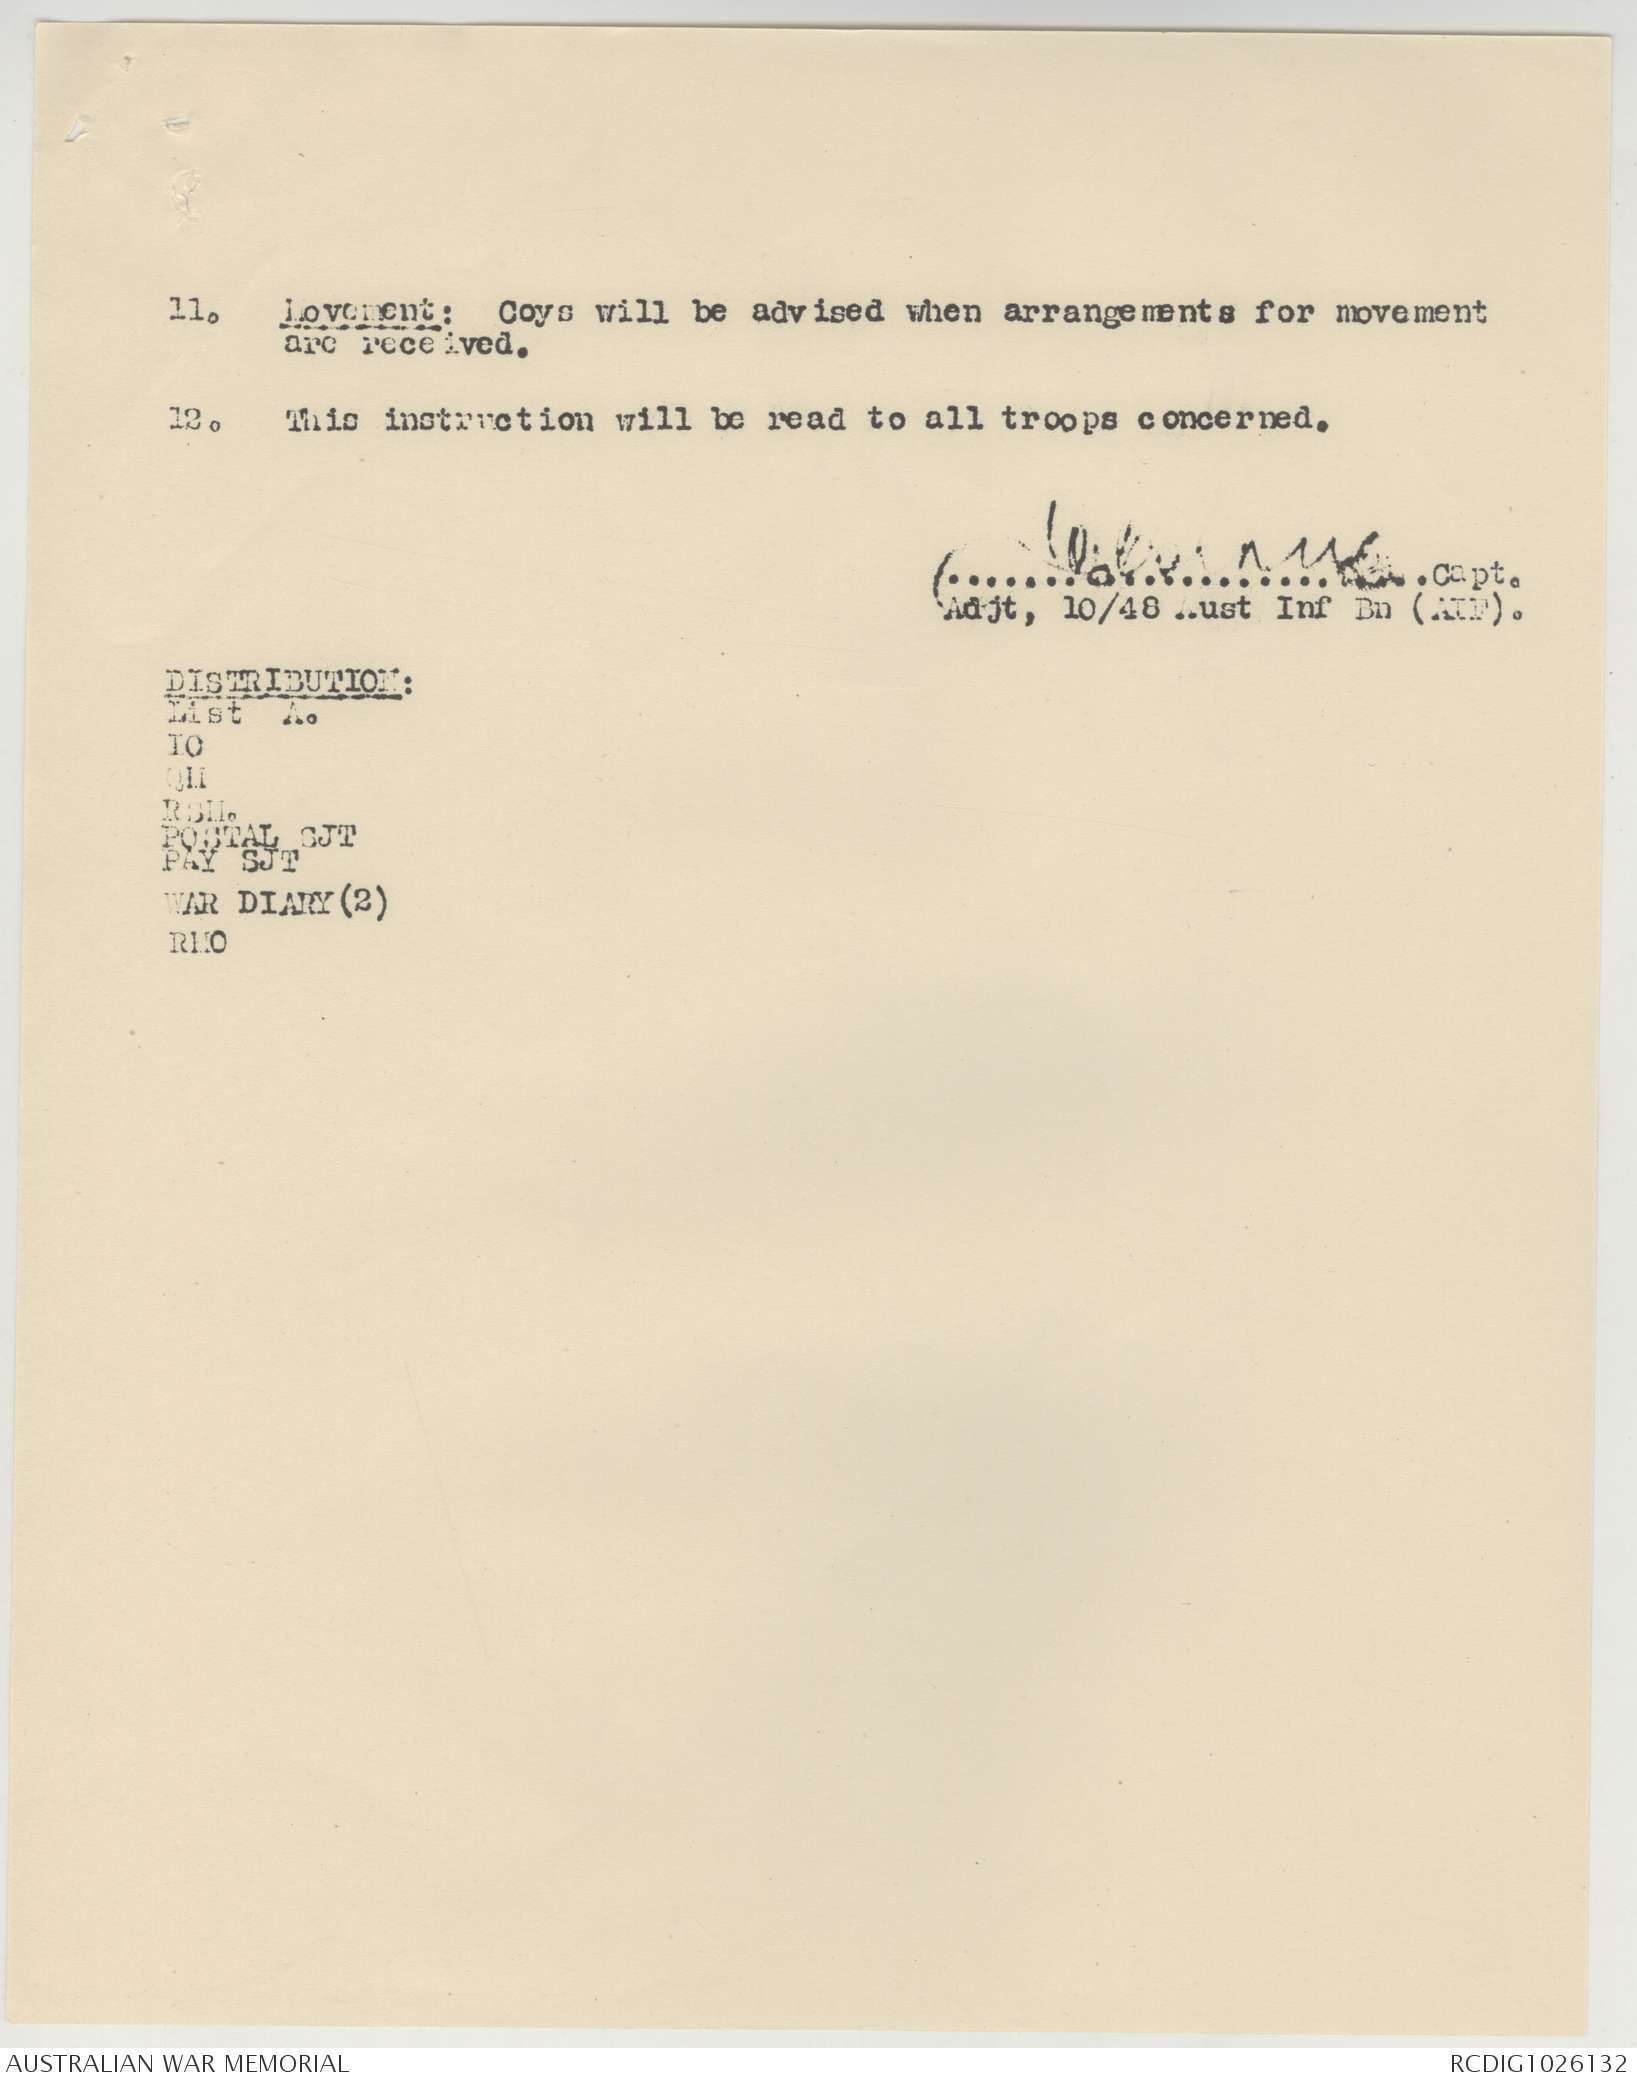 11. Movement: Coys will be advised when arrangements for movement
are received.
12. This instruction will be read to all troops concerned.
(..........................Capt.
Adjt, 10/48 Aust Inf Bn (AIF).
DISTRIBUTION:
List A.
IO
QM
RSM.
POSTAL SJT
PAY SJT
WAR DIARY(2)
RMO
AUSTRALIAN WAR MEMORIAL
RCDIG1026132